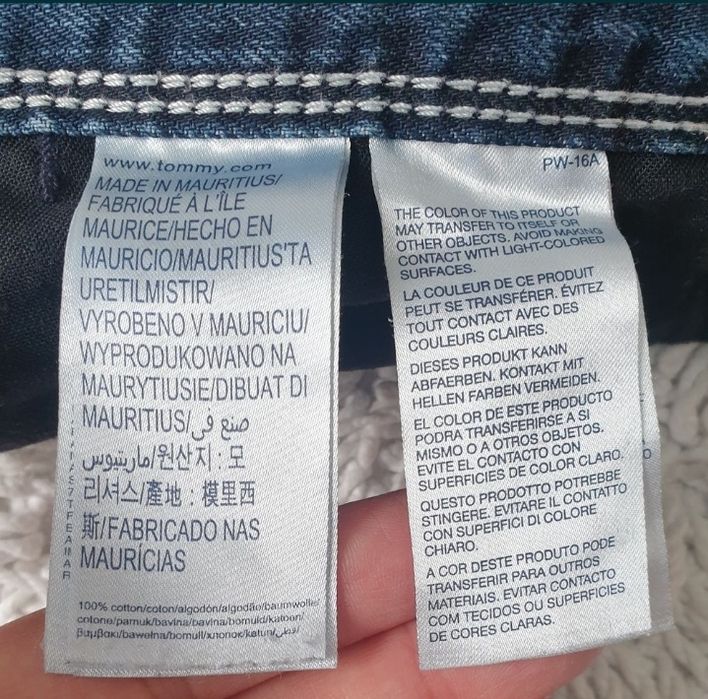 www.tommy.com
MADE IN MAURITIUS/
FABRIQUÉ À L'ÎLE
MAURICE/HECHO EN
MAURICIO/MAURITIUS'TA
URETILMISTIR/
VYROBENO V MAURICIU/
WYPRODUKOWANO NA
MAURYTIUSIE/DIBUAT DI
MAURITIUS/صنع في
ماريتيوس/원산지 : 모
리셔스/產地 : 模里西
斯/FABRICADO NAS
MAURÍCIAS
100% cotton/coton/algodón/algodão/baumwolle/
cotone/pamuk/bavlna/bavlna/bomuld/katoen/
βαμβακι/bawełna/bomull/хлопок/katun/قطني
PW-16A
THE COLOR OF THIS PRODUCT
MAY TRANSFER TO ITSELF OR
OTHER OBJECTS. AVOID MAKING
CONTACT WITH LIGHT-COLORED
SURFACES.
LA COULEUR DE CE PRODUIT
PEUT SE TRANSFÉRER. ÉVITEZ
TOUT CONTACT AVEC DES
COULEURS CLAIRES.
DIESES PRODUKT KANN
ABFAERBEN. KONTAKT MIT
HELLEN FARBEN VERMEIDEN.
EL COLOR DE ESTE PRODUCTO
PODRA TRANSFERIRSE A SI
MISMO O A OTROS OBJETOS.
EVITE EL CONTACTO CON
SUPERFICIES DE COLOR CLARO.
QUESTO PRODOTTO POTREBBE
STINGERE. EVITARE IL CONTATTO
CON SUPERFICI DI COLORE
CHIARO.
A COR DESTE PRODUTO PODE
TRANSFERIR PARA OUTROS
MATERIAIS. EVITAR CONTACTO
COM TECIDOS OU SUPERFICIES
DE CORES CLARAS.